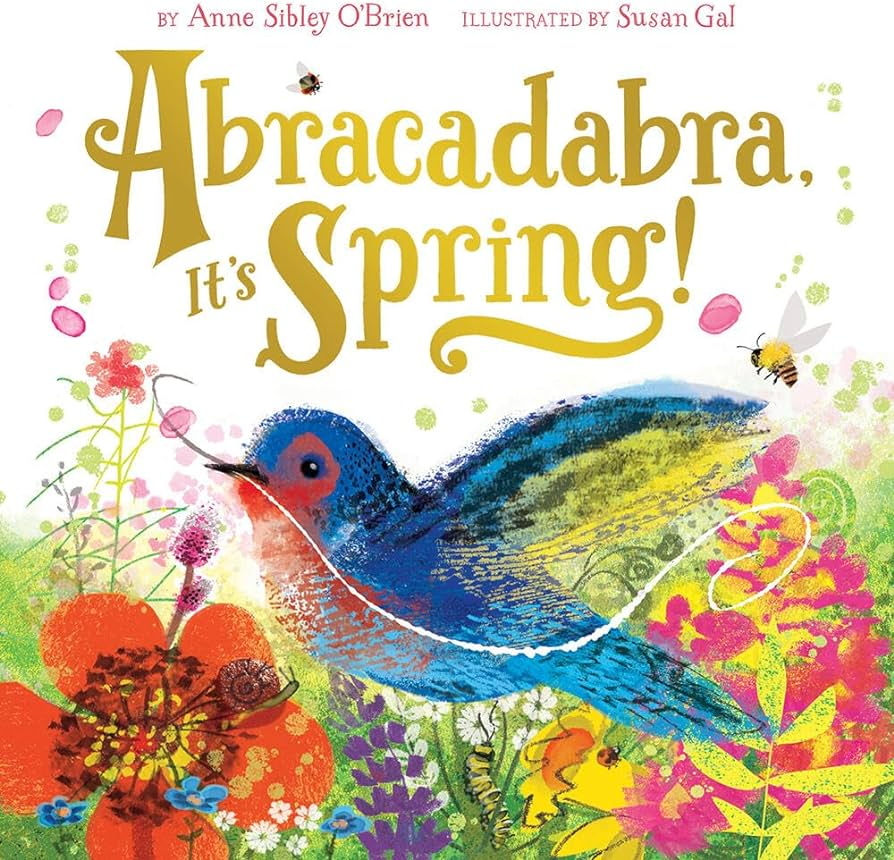 BY Anne Sibley O'Brien ILLUSTRATED BY Susan Gal
Abracadabra,
It's Spring!